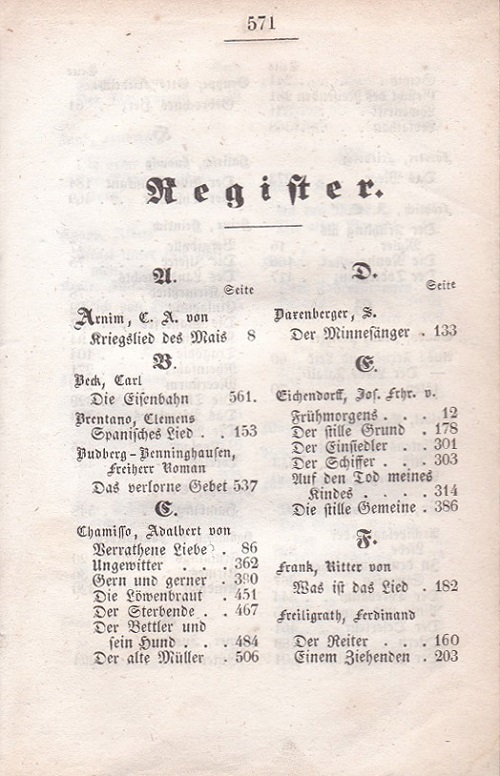 571
Register.
A.
Seite
Arnim, C. A. von
Kriegslied des Mais 8
B.
Beck, Carl
Die Eisenbahn 561.
Brentano, Clemens
Spanisches Lied . . 153
Budberg-Benninghausen,
Freiherr Roman
Das verlorne Gebet 537
C.
Chamisso, Adalbert von
Verrathene Liebe . 86
Ungewitter . . . 362
Gern und gerner . 390
Die Löwenbraut . 451
Der Sterbende . . 467
Der Bettler und
sein Hund . . . 484
Der alte Müller . 506
D.
Seite
Daxenberger, S.
Der Minnesänger . 133
E.
Eichendorff, Jos. Frhr. v.
Frühmorgens . . . 12
Der stille Grund . 178
Der Einsiedler . . 301
Der Schiffer . . . 303
Auf den Tod meines
Kindes . . . . 314
Die stille Gemeine . 386
F.
Frank, Ritter von
Was ist das Lied . 182
Freiligrath, Ferdinand
Der Reiter . . . 160
Einem Ziehenden . 203